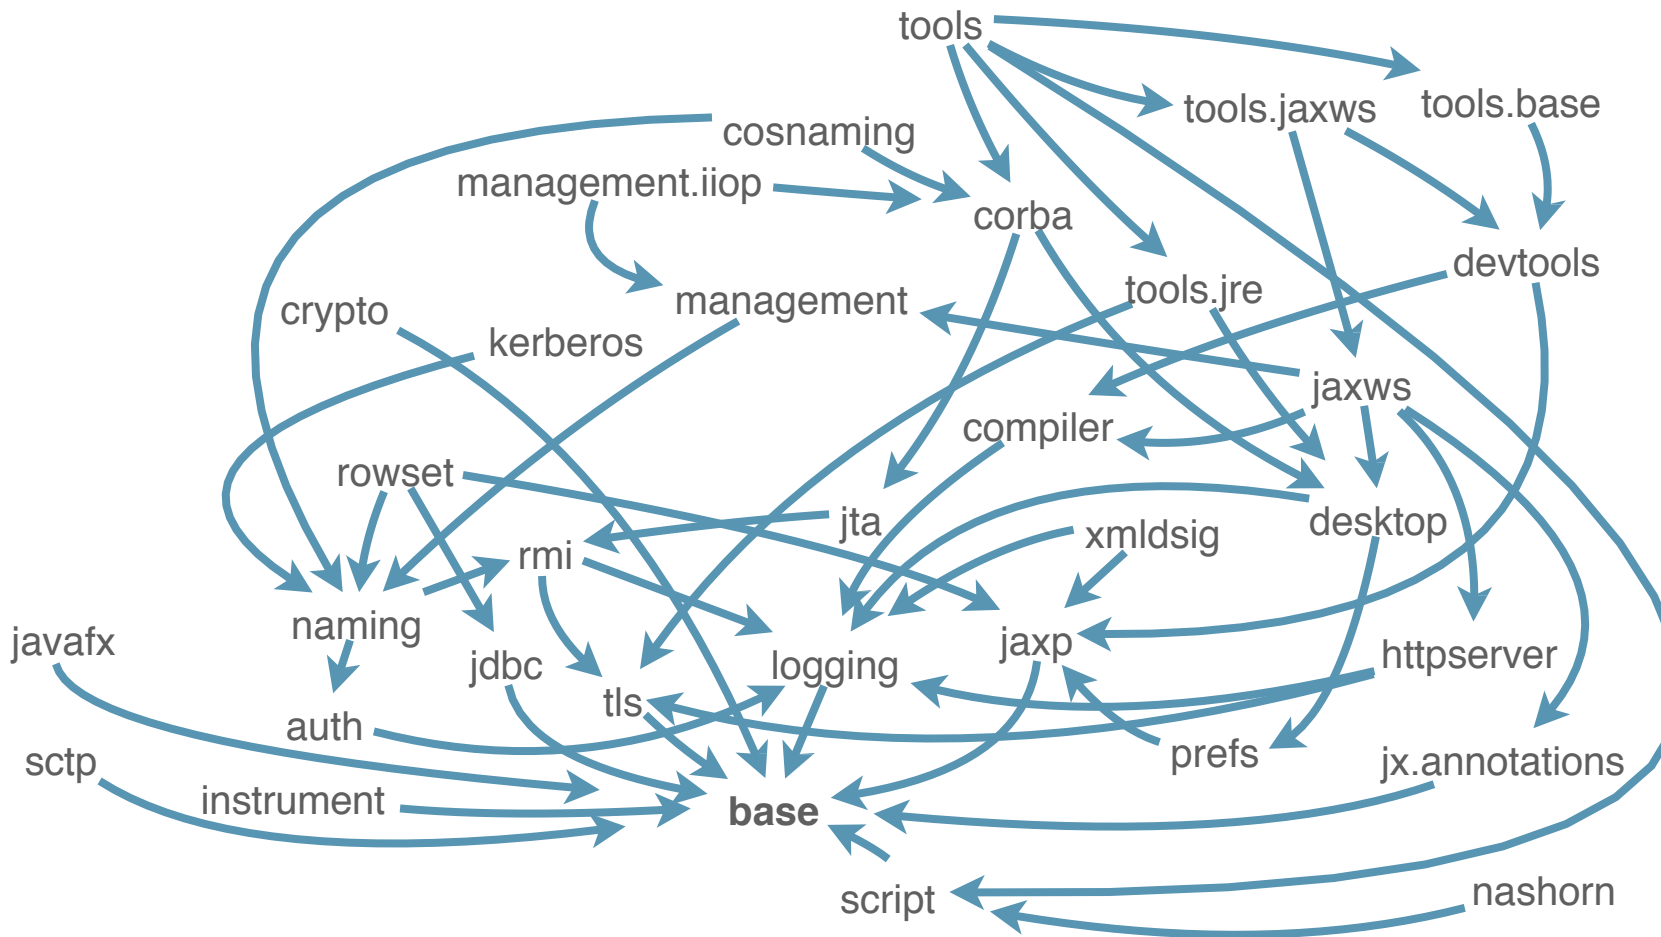 tools
tools.jaxws
tools.base
cosnaming
management.iiop
corba
devtools
tools.jre
management
crypto
kerberos
jaxws
compiler
rowset
jta
desktop
xmldsig
rmi
naming
javafx
jaxp
httpserver
jdbc
logging
tls
auth
prefs
sctp
jx.annotations
instrument
base
script
nashorn